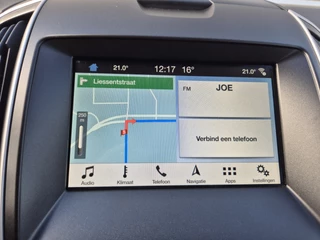 21.0° 12:17 16° 21.0°
Liessentstraat
FM JOE
200
m
Verbind een telefoon
Audio Klimaat Telefoon Navigatie Apps Instellingen